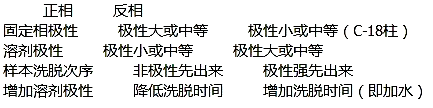 正相 反相
固定相极性 极性大或中等 极性小或中等（C-18柱）
溶剂极性 极性小或中等 极性大或中等
样本洗脱次序 非极性先出来 极性强先出来
增加溶剂极性 降低洗脱时间 增加洗脱时间（即加水）